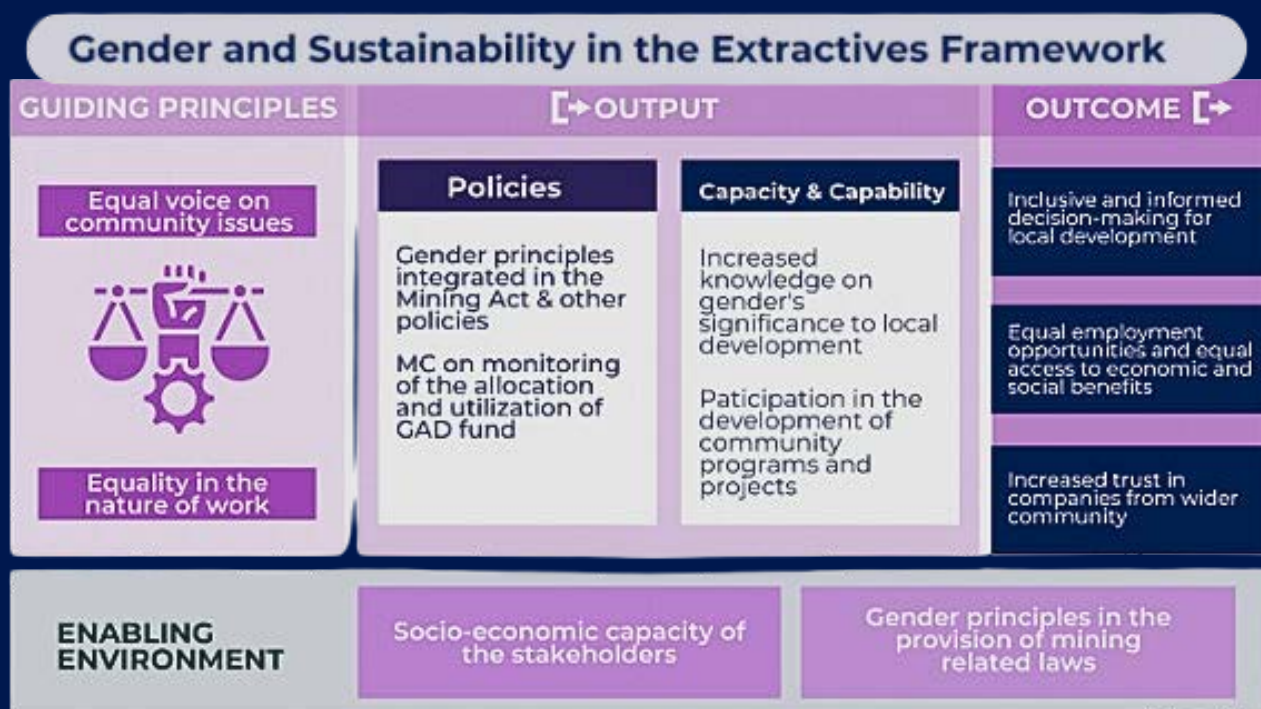 Gender and Sustainability in the Extractives Framework
GUIDING PRINCIPLES
OUTPUT
OUTCOME
Equal voice on
community issues
Equality in the
nature of work
Policies
Gender principles
integrated in the
Mining Act & other
policies
MC on monitoring
of the allocation
and utilization of
GAD fund
Capacity & Capability
Increased
knowledge on
gender's
significance to local
development
Paticipation in the
development of
community
programs and
projects
Inclusive and informed
decision-making for
local development
Equal employment
opportunities and equal
access to economic and
social benefits
Increased trust in
companies from wider
community
ENABLING
ENVIRONMENT
Socio-economic capacity of
the stakeholders
Gender principles in the
provision of mining
related laws